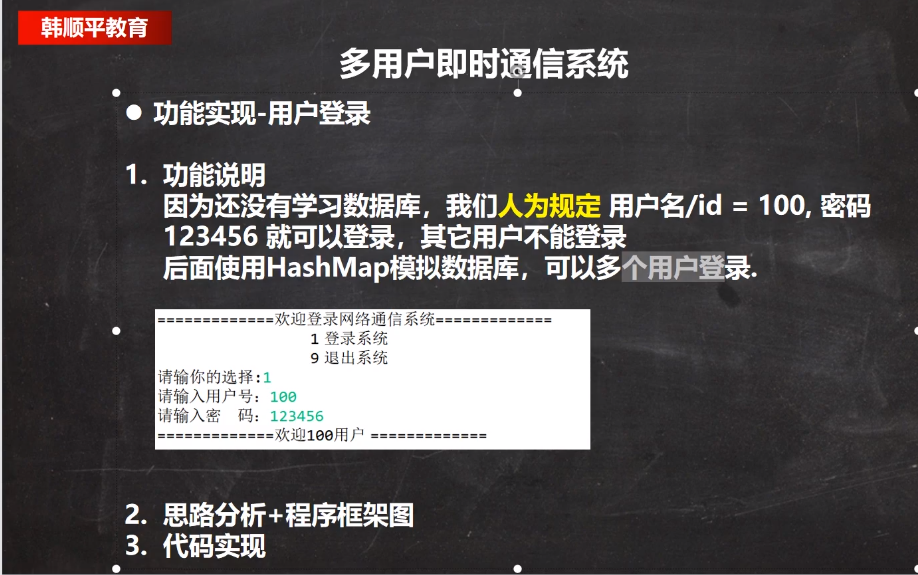 韩顺平教育
多用户即时通信系统
● 功能实现-用户登录
1. 功能说明
因为还没有学习数据库，我们人为规定 用户名/id = 100, 密码
123456 就可以登录，其它用户不能登录
后面使用HashMap模拟数据库，可以多个用户登录.
=============欢迎登录网络通信系统=============
1 登录系统
9 退出系统
请输你的选择:1
请输入用户号：100
请输入密　码：123456
=============欢迎100用户 =============
2. 思路分析+程序框架图
3. 代码实现